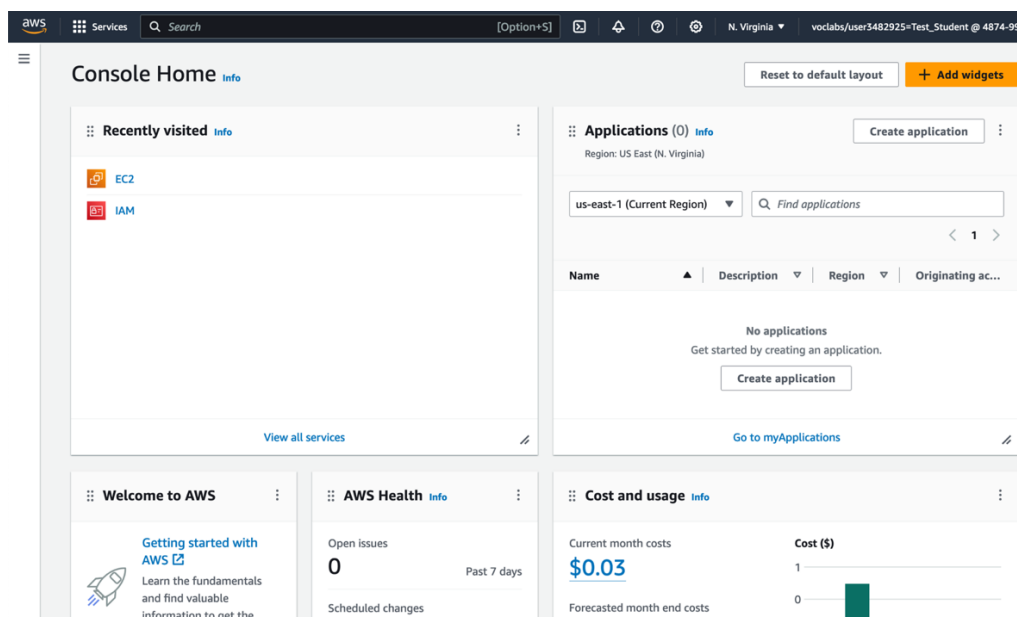 aws
Services
Search
[Option+S]
N. Virginia
voclabs/user3482925=Test_Student @ 4874-99
Console Home Info
Reset to default layout
+ Add widgets
Recently visited Info
EC2
IAM
View all services
Applications (0) Info
Region: US East (N. Virginia)
Create application
us-east-1 (Current Region)
Find applications
1
Name
Description
Region
Originating ac...
No applications
Get started by creating an application.
Create application
Go to myApplications
Welcome to AWS
Getting started with
AWS
Learn the fundamentals
and find valuable
information to get the
AWS Health Info
Open issues
0
Past 7 days
Scheduled changes
Cost and usage Info
Current month costs
$0.03
Forecasted month end costs
Cost ($)
1
0